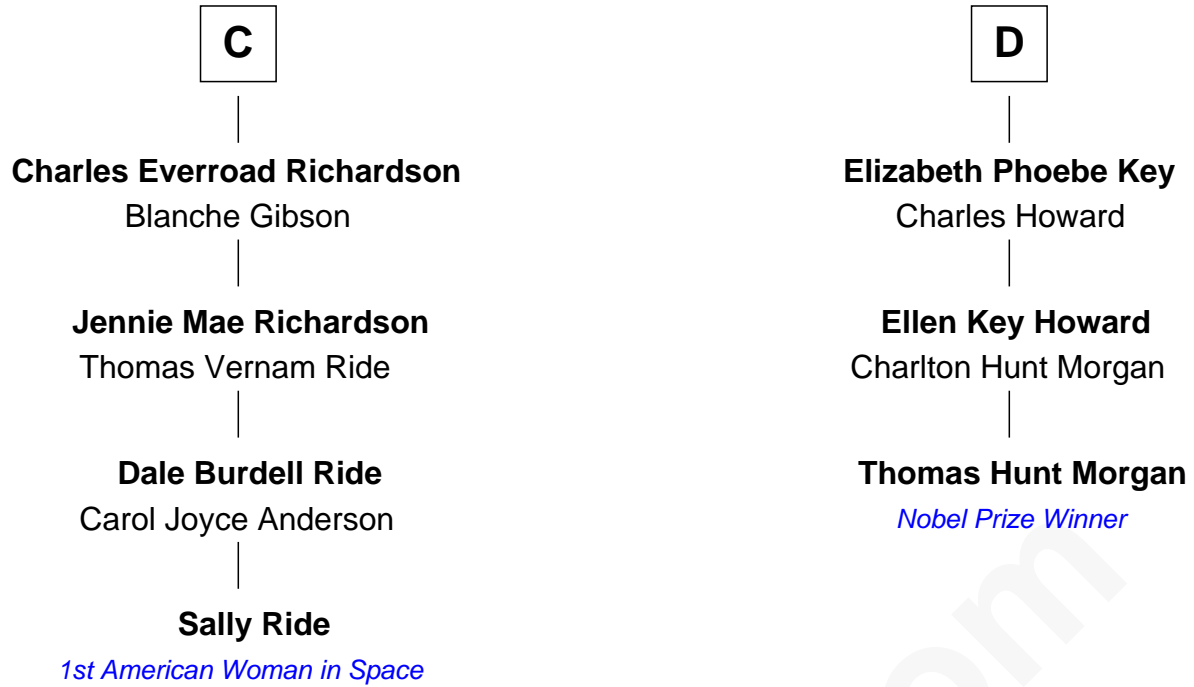 C
Charles Everroad Richardson
Blanche Gibson
Jennie Mae Richardson
Thomas Vernam Ride
Dale Burdell Ride
Carol Joyce Anderson
Sally Ride
1st American Woman in Space
D
Elizabeth Phoebe Key
Charles Howard
Ellen Key Howard
Charlton Hunt Morgan
Thomas Hunt Morgan
Nobel Prize Winner
om